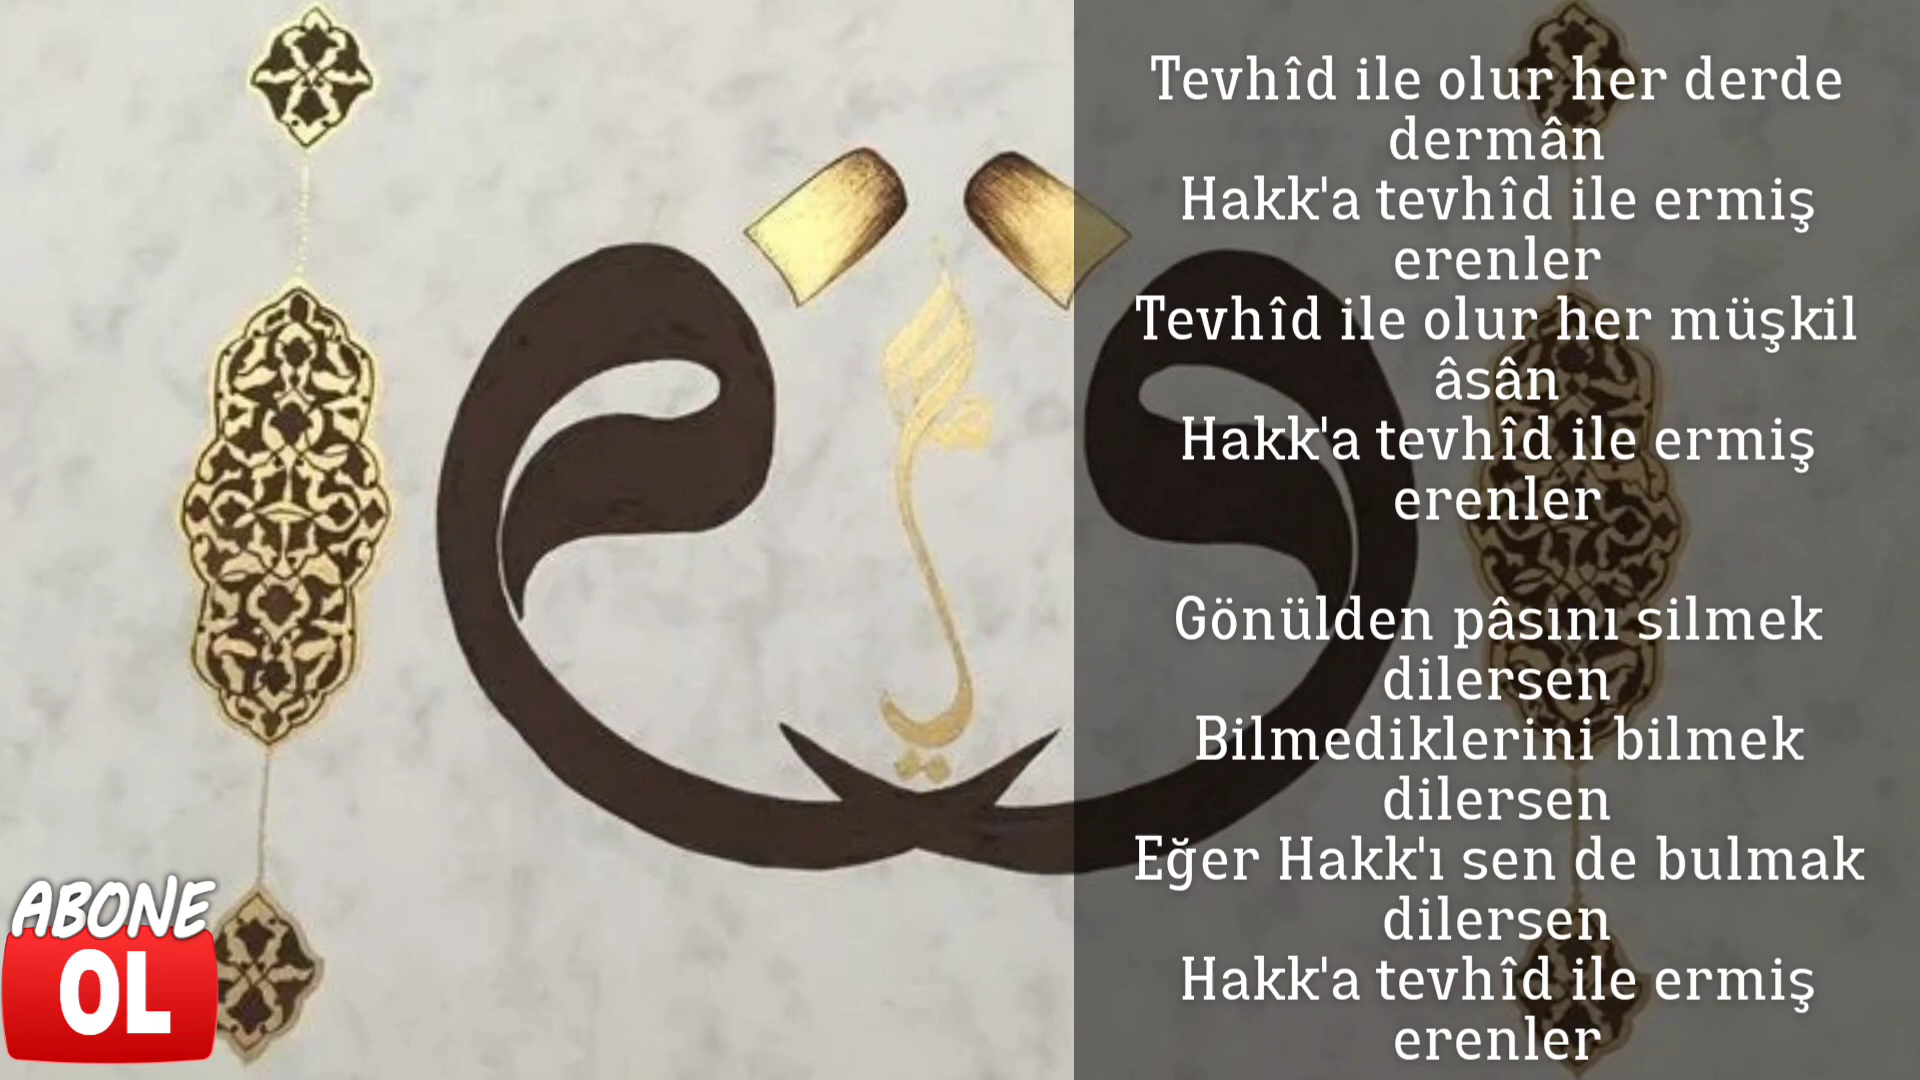 Tevhîd ile olur her derde
dermân
Hakk'a tevhîd ile ermiş
erenler
Tevhîd ile olur her müşkil
âsân
Hakk'a tevhîd ile ermiş
erenler
Gönülden pâsını silmek
dilersen
Bilmediklerini bilmek
dilersen
Eğer Hakk'ı sen de bulmak
dilersen
Hakk'a tevhîd ile ermiş
erenler
ABONE
OL